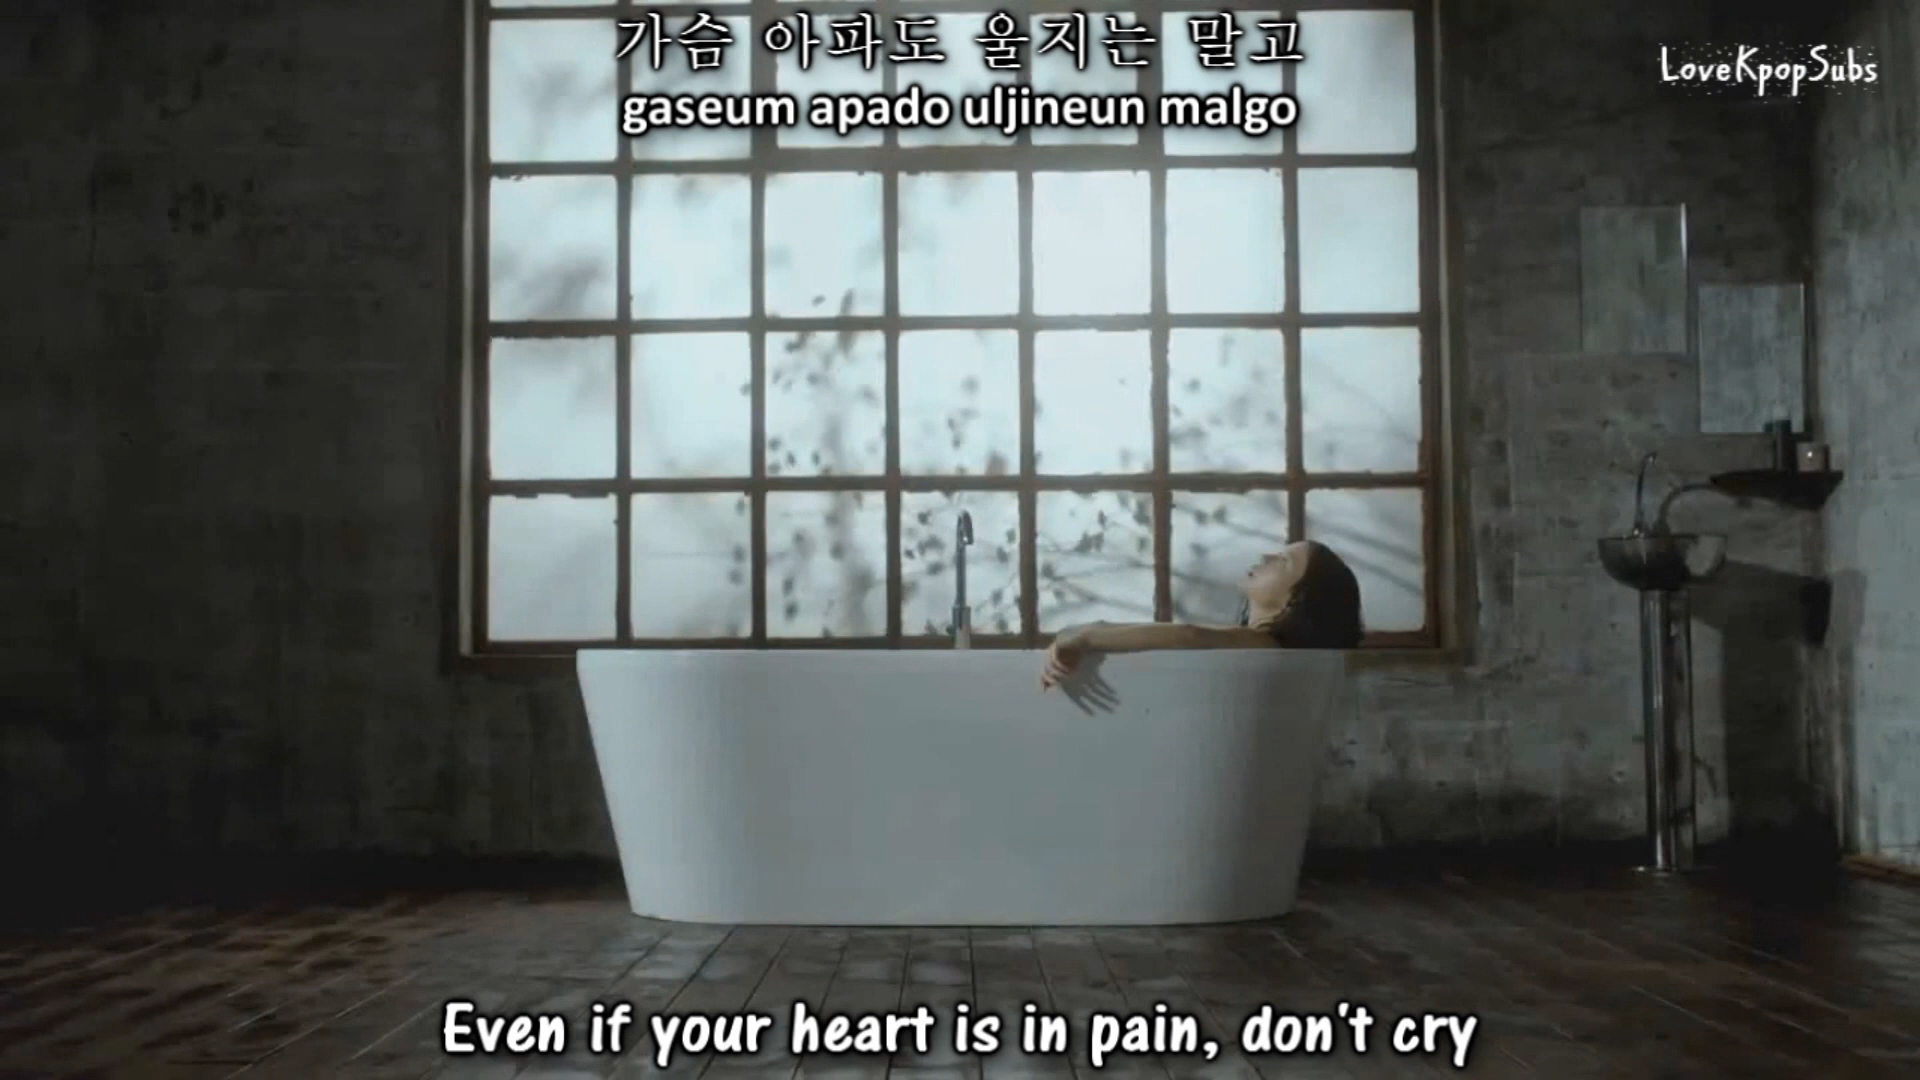 가슴 아파도 울지는 말고
gaseum apado uljineun malgo
LoveKpopSubs
Even if your heart is in pain, don't cry